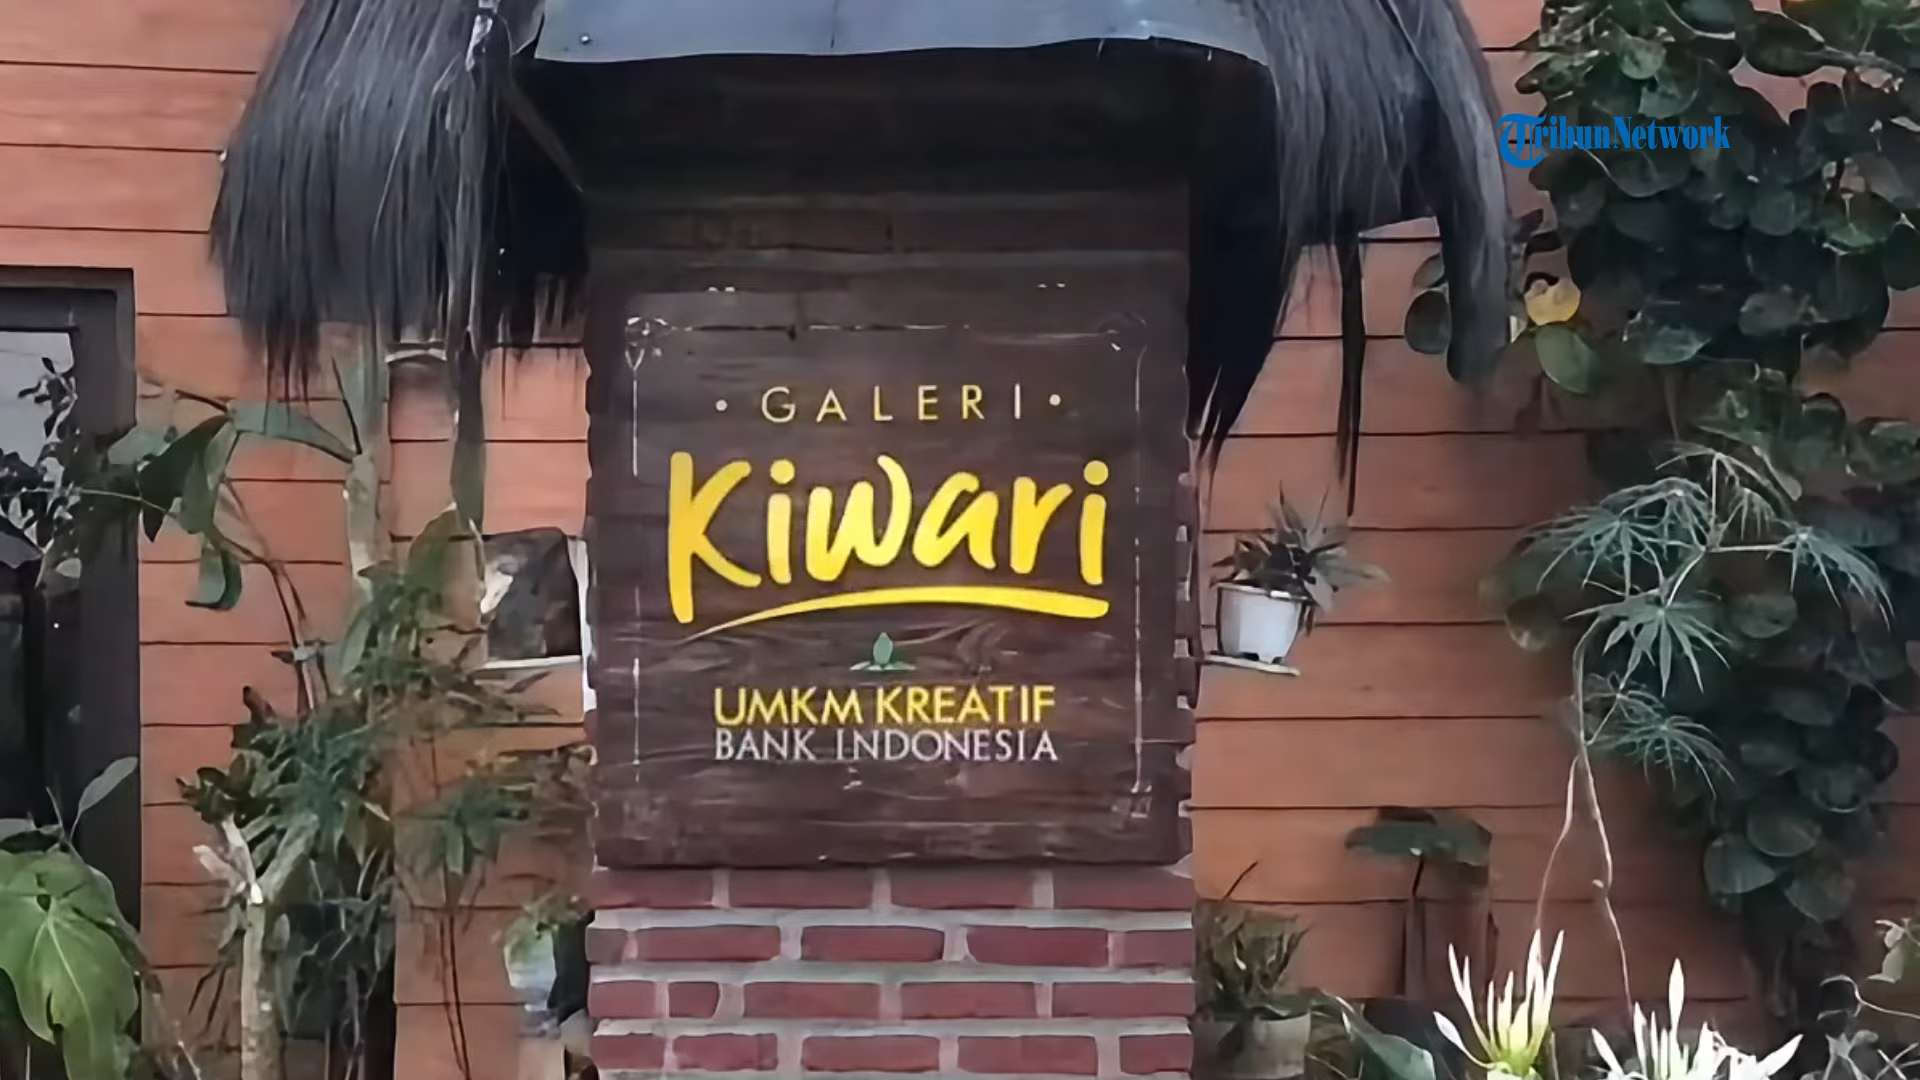 TribunNetwork
• GALERI •
Kiwari
UMKM KREATIF
BANK INDONESIA